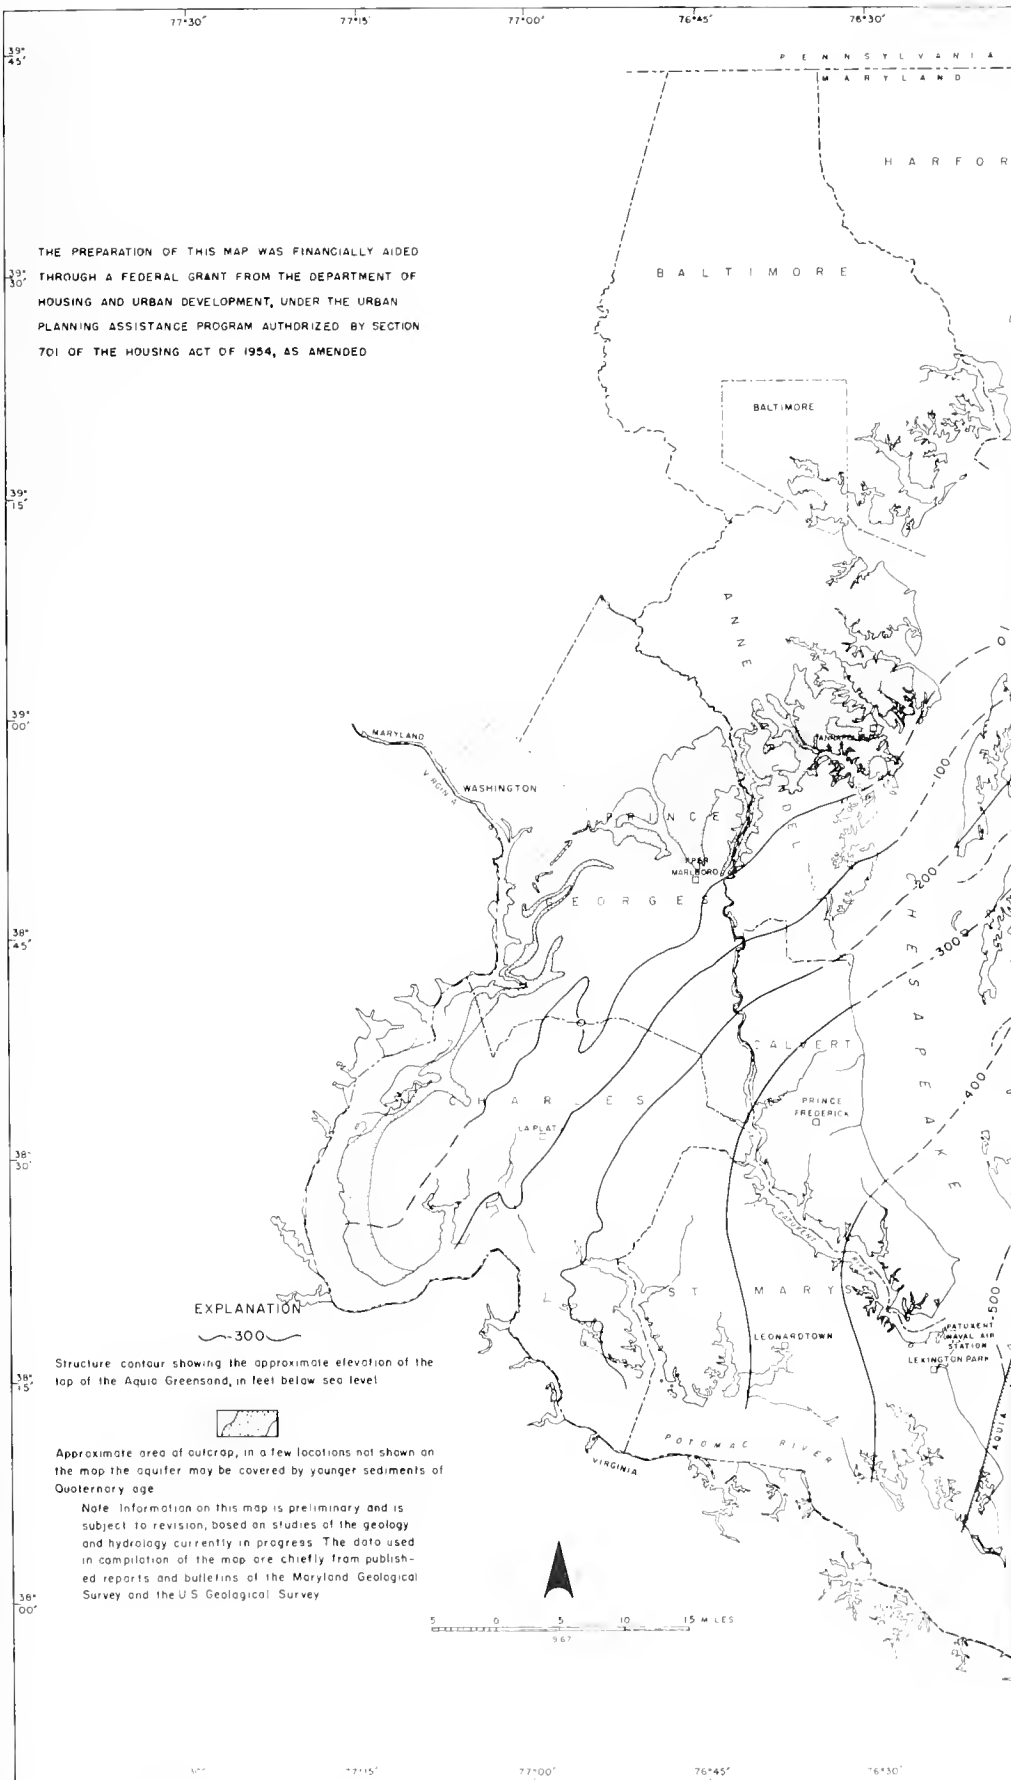 77°30′ 77°15′ 77°00′ 76°45′ 76°30′
39°
45′
PENNSYLVANIA
MARYLAND
HARFOR
THE PREPARATION OF THIS MAP WAS FINANCIALLY AIDED
THROUGH A FEDERAL GRANT FROM THE DEPARTMENT OF
HOUSING AND URBAN DEVELOPMENT, UNDER THE URBAN
PLANNING ASSISTANCE PROGRAM AUTHORIZED BY SECTION
701 OF THE HOUSING ACT OF 1954, AS AMENDED
39°
30′
BALTIMORE
BALTIMORE
39°
15′
ANNE
0
39°
00′
MARYLAND
VIRGINIA
WASHINGTON
ANNAPOLIS
100
PRINCE
DEL
MARLBORO
200
GEORGES
CHESAPEAKE
300
38°
45′
CALVERT
400
CHARLES
PRINCE
FREDERICK
LA PLAT
38°
30′
PATUXENT
RIVER
EXPLANATION
300
ST MARYS
500
LEONARDTOWN
PATUXENT
NAVAL AIR
STATION
LEXINGTON PARK
Structure contour showing the approximate elevation of the
top of the Aquia Greensand, in feet below sea level
38°
15′
AQUIA
POTOMAC RIVER
VIRGINIA
Approximate area of outcrop, in a few locations not shown on
the map the aquifer may be covered by younger sediments of
Quaternary age
Note Information on this map is preliminary and is
subject to revision, based on studies of the geology
and hydrology currently in progress The data used
in compilation of the map are chiefly from publish-
ed reports and bulletins of the Maryland Geological
Survey and the U S Geological Survey
38°
00′
5 0 5 10 15 MILES
967
77°15′ 77°00′ 76°45′ 76°30′